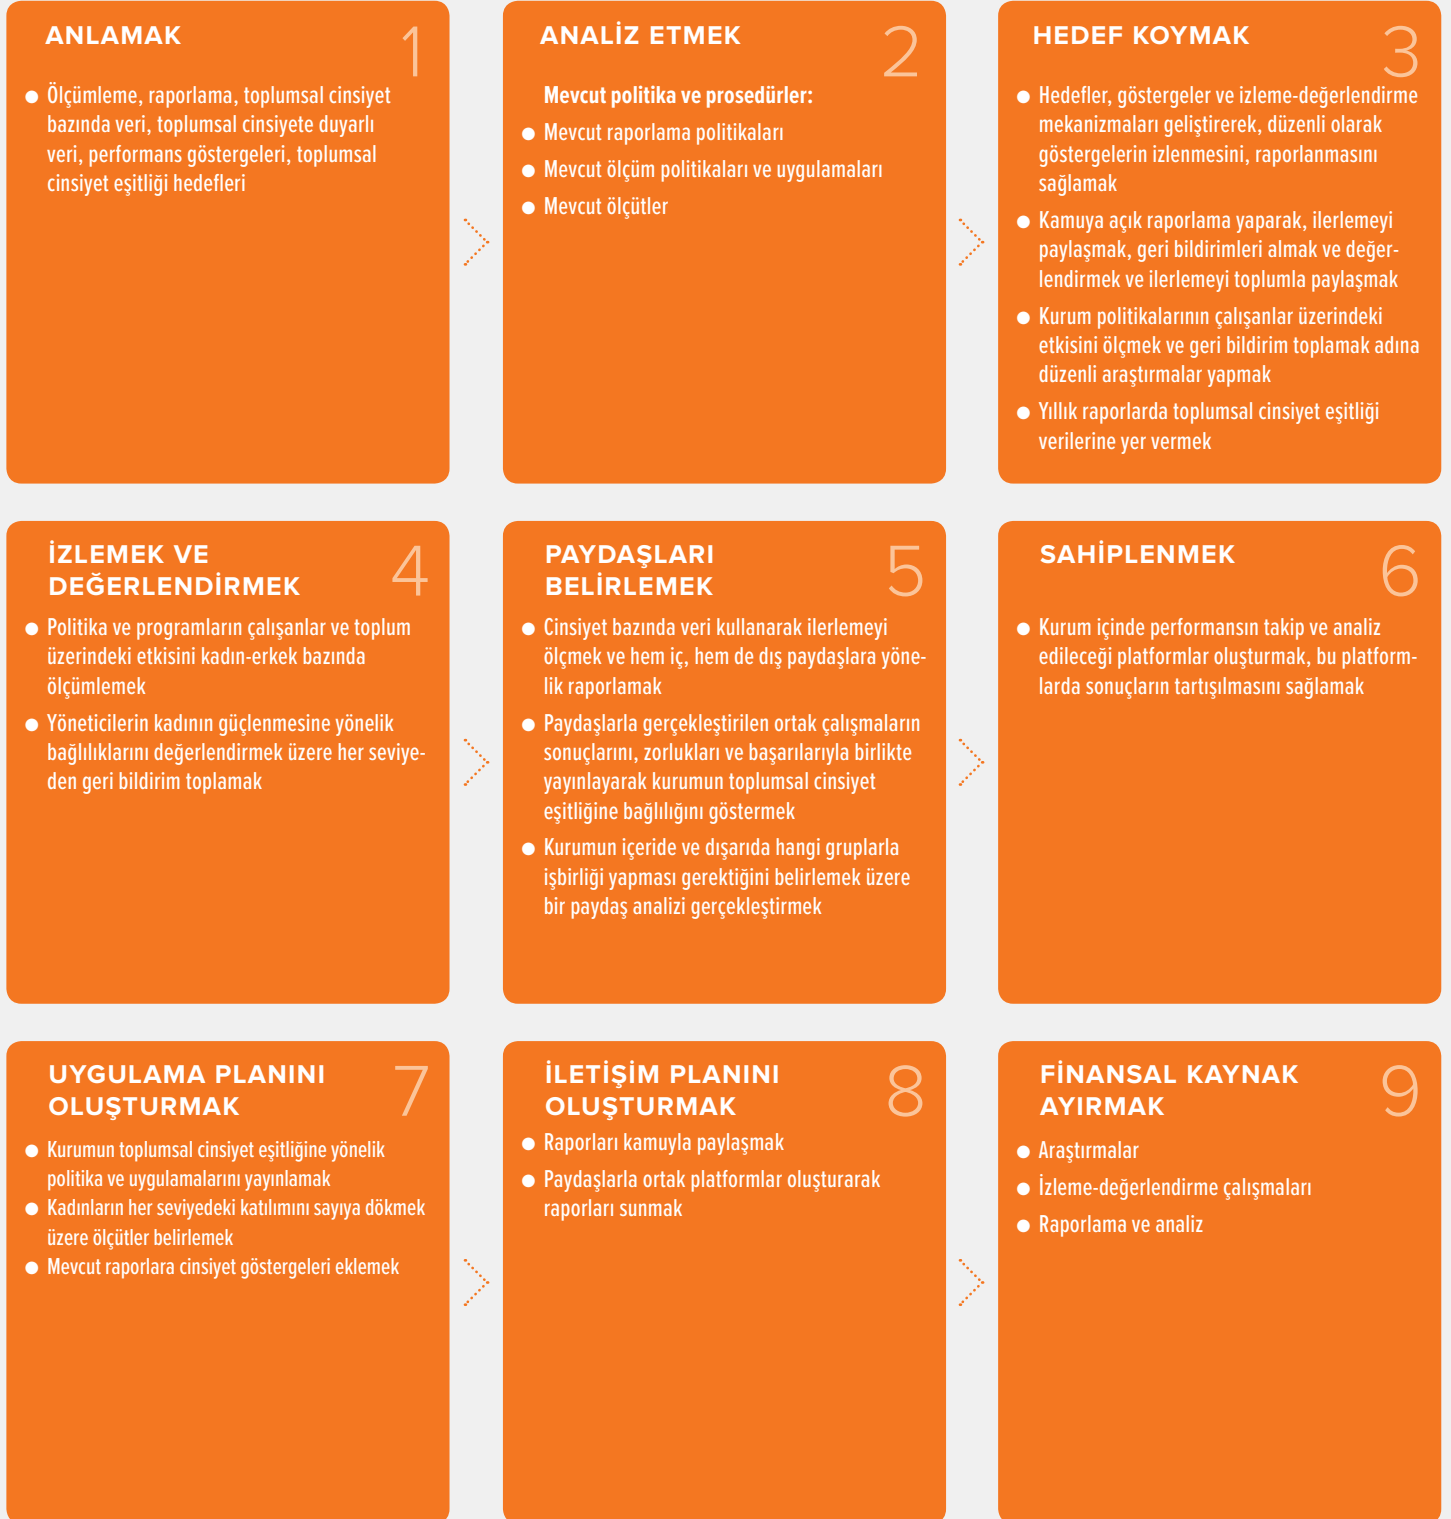 ANLAMAK
1
● Ölçümleme, raporlama, toplumsal cinsiyet
bazında veri, toplumsal cinsiyete duyarlı
veri, performans göstergeleri, toplumsal
cinsiyet eşitliği hedefleri
ANALİZ ETMEK
2
Mevcut politika ve prosedürler:
● Mevcut raporlama politikaları
● Mevcut ölçüm politikaları ve uygulamaları
● Mevcut ölçütler
HEDEF KOYMAK
3
● Hedefler, göstergeler ve izleme-değerlendirme
mekanizmaları geliştirerek, düzenli olarak
göstergelerin izlenmesini, raporlanmasını
sağlamak
● Kamuya açık raporlama yaparak, ilerlemeyi
paylaşmak, geri bildirimleri almak ve değer-
lendirmek ve ilerlemeyi toplumla paylaşmak
● Kurum politikalarının çalışanlar üzerindeki
etkisini ölçmek ve geri bildirim toplamak adına
düzenli araştırmalar yapmak
● Yıllık raporlarda toplumsal cinsiyet eşitliği
verilerine yer vermek
İZLEMEK VE
DEĞERLENDİRMEK
4
● Politika ve programların çalışanlar ve toplum
üzerindeki etkisini kadın-erkek bazında
ölçümlemek
● Yöneticilerin kadının güçlenmesine yönelik
bağlılıklarını değerlendirmek üzere her seviye-
den geri bildirim toplamak
PAYDAŞLARI
BELİRLEMEK
5
● Cinsiyet bazında veri kullanarak ilerlemeyi
ölçmek ve hem iç, hem de dış paydaşlara yöne-
lik raporlamak
● Paydaşlarla gerçekleştirilen ortak çalışmaların
sonuçlarını, zorlukları ve başarılarıyla birlikte
yayınlayarak kurumun toplumsal cinsiyet
eşitliğine bağlılığını göstermek
● Kurumun içeride ve dışarıda hangi gruplarla
işbirliği yapması gerektiğini belirlemek üzere
bir paydaş analizi gerçekleştirmek
SAHİPLENMEK
6
● Kurum içinde performansın takip ve analiz
edileceği platformlar oluşturmak, bu platform-
larda sonuçların tartışılmasını sağlamak
UYGULAMA PLANINI
OLUŞTURMAK
7
● Kurumun toplumsal cinsiyet eşitliğine yönelik
politika ve uygulamalarını yayınlamak
● Kadınların her seviyedeki katılımını sayıya dökmek
üzere ölçütler belirlemek
● Mevcut raporlara cinsiyet göstergeleri eklemek
İLETİŞİM PLANINI
OLUŞTURMAK
8
● Raporları kamuyla paylaşmak
● Paydaşlarla ortak platformlar oluşturarak
raporları sunmak
FİNANSAL KAYNAK
AYIRMAK
9
● Araştırmalar
● İzleme-değerlendirme çalışmaları
● Raporlama ve analiz